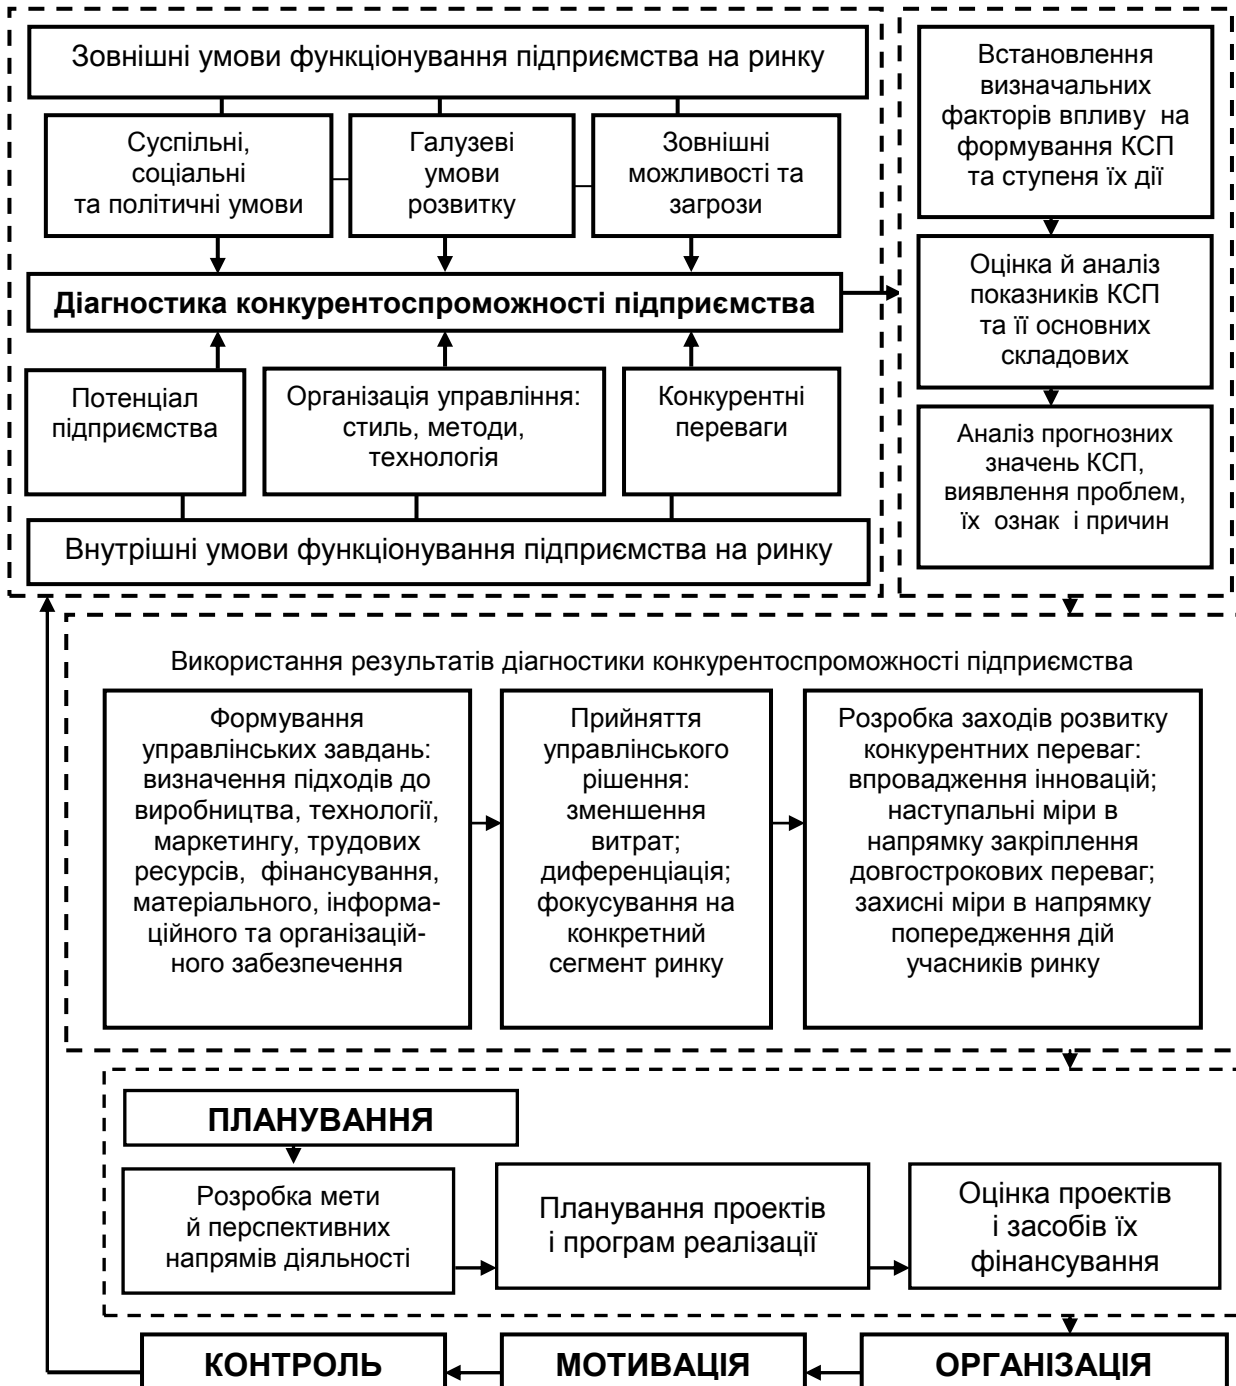 Зовнішні умови функціонування підприємства на ринку
Суспільні,
соціальні
та політичні умови
Галузеві
умови
розвитку
Зовнішні
можливості та
загрози
Діагностика конкурентоспроможності підприємства
Потенціал
підприємства
Організація управління:
стиль, методи,
технологія
Конкурентні
переваги
Внутрішні умови функціонування підприємства на ринку
Встановлення
визначальних
факторів впливу на
формування КСП
та ступеня їх дії
Оцінка й аналіз
показників КСП
та її основних
складових
Аналіз прогнозних
значень КСП,
виявлення проблем,
їх ознак і причин
Використання результатів діагностики конкурентоспроможності підприємства
Формування
управлінських завдань:
визначення підходів до
виробництва, технології,
маркетингу, трудових
ресурсів, фінансування,
матеріального, інформа-
ційного та організацій-
ного забезпечення
Прийняття
управлінського
рішення:
зменшення
витрат;
диференціація;
фокусування на
конкретний
сегмент ринку
Розробка заходів розвитку
конкурентних переваг:
впровадження інновацій;
наступальні міри в
напрямку закріплення
довгострокових переваг;
захисні міри в напрямку
попередження дій
учасників ринку
ПЛАНУВАННЯ
Розробка мети
й перспективних
напрямів діяльності
Планування проектів
і програм реалізації
Оцінка проектів
і засобів їх
фінансування
КОНТРОЛЬ
МОТИВАЦІЯ
ОРГАНІЗАЦІЯ